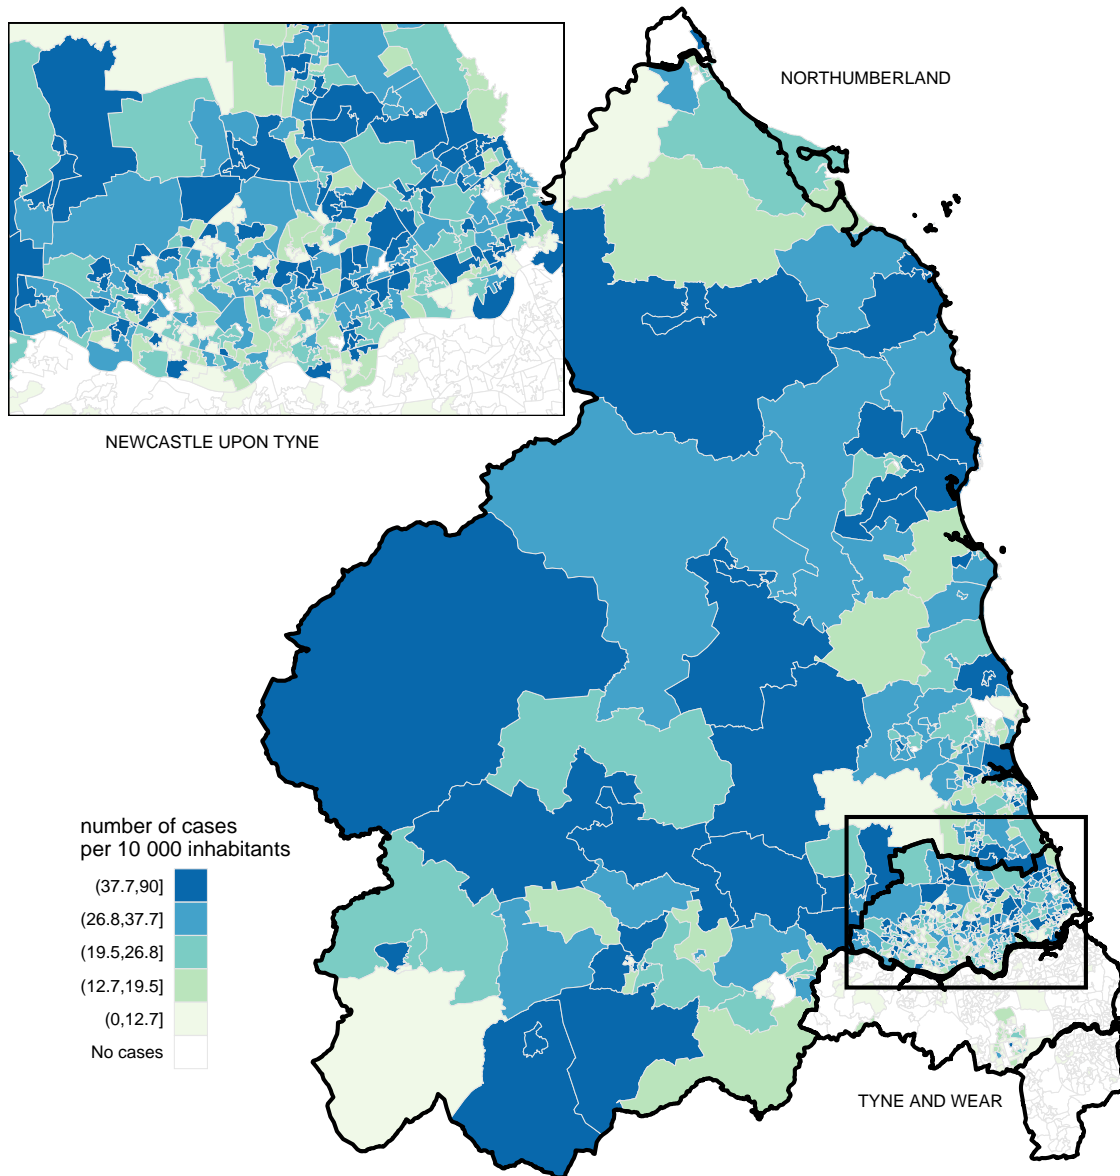 NORTHUMBERLAND
NEWCASTLE UPON TYNE
number of cases
per 10 000 inhabitants
(37.7,90]
(26.8,37.7]
(19.5,26.8]
(12.7,19.5]
(0,12.7]
No cases
TYNE AND WEAR